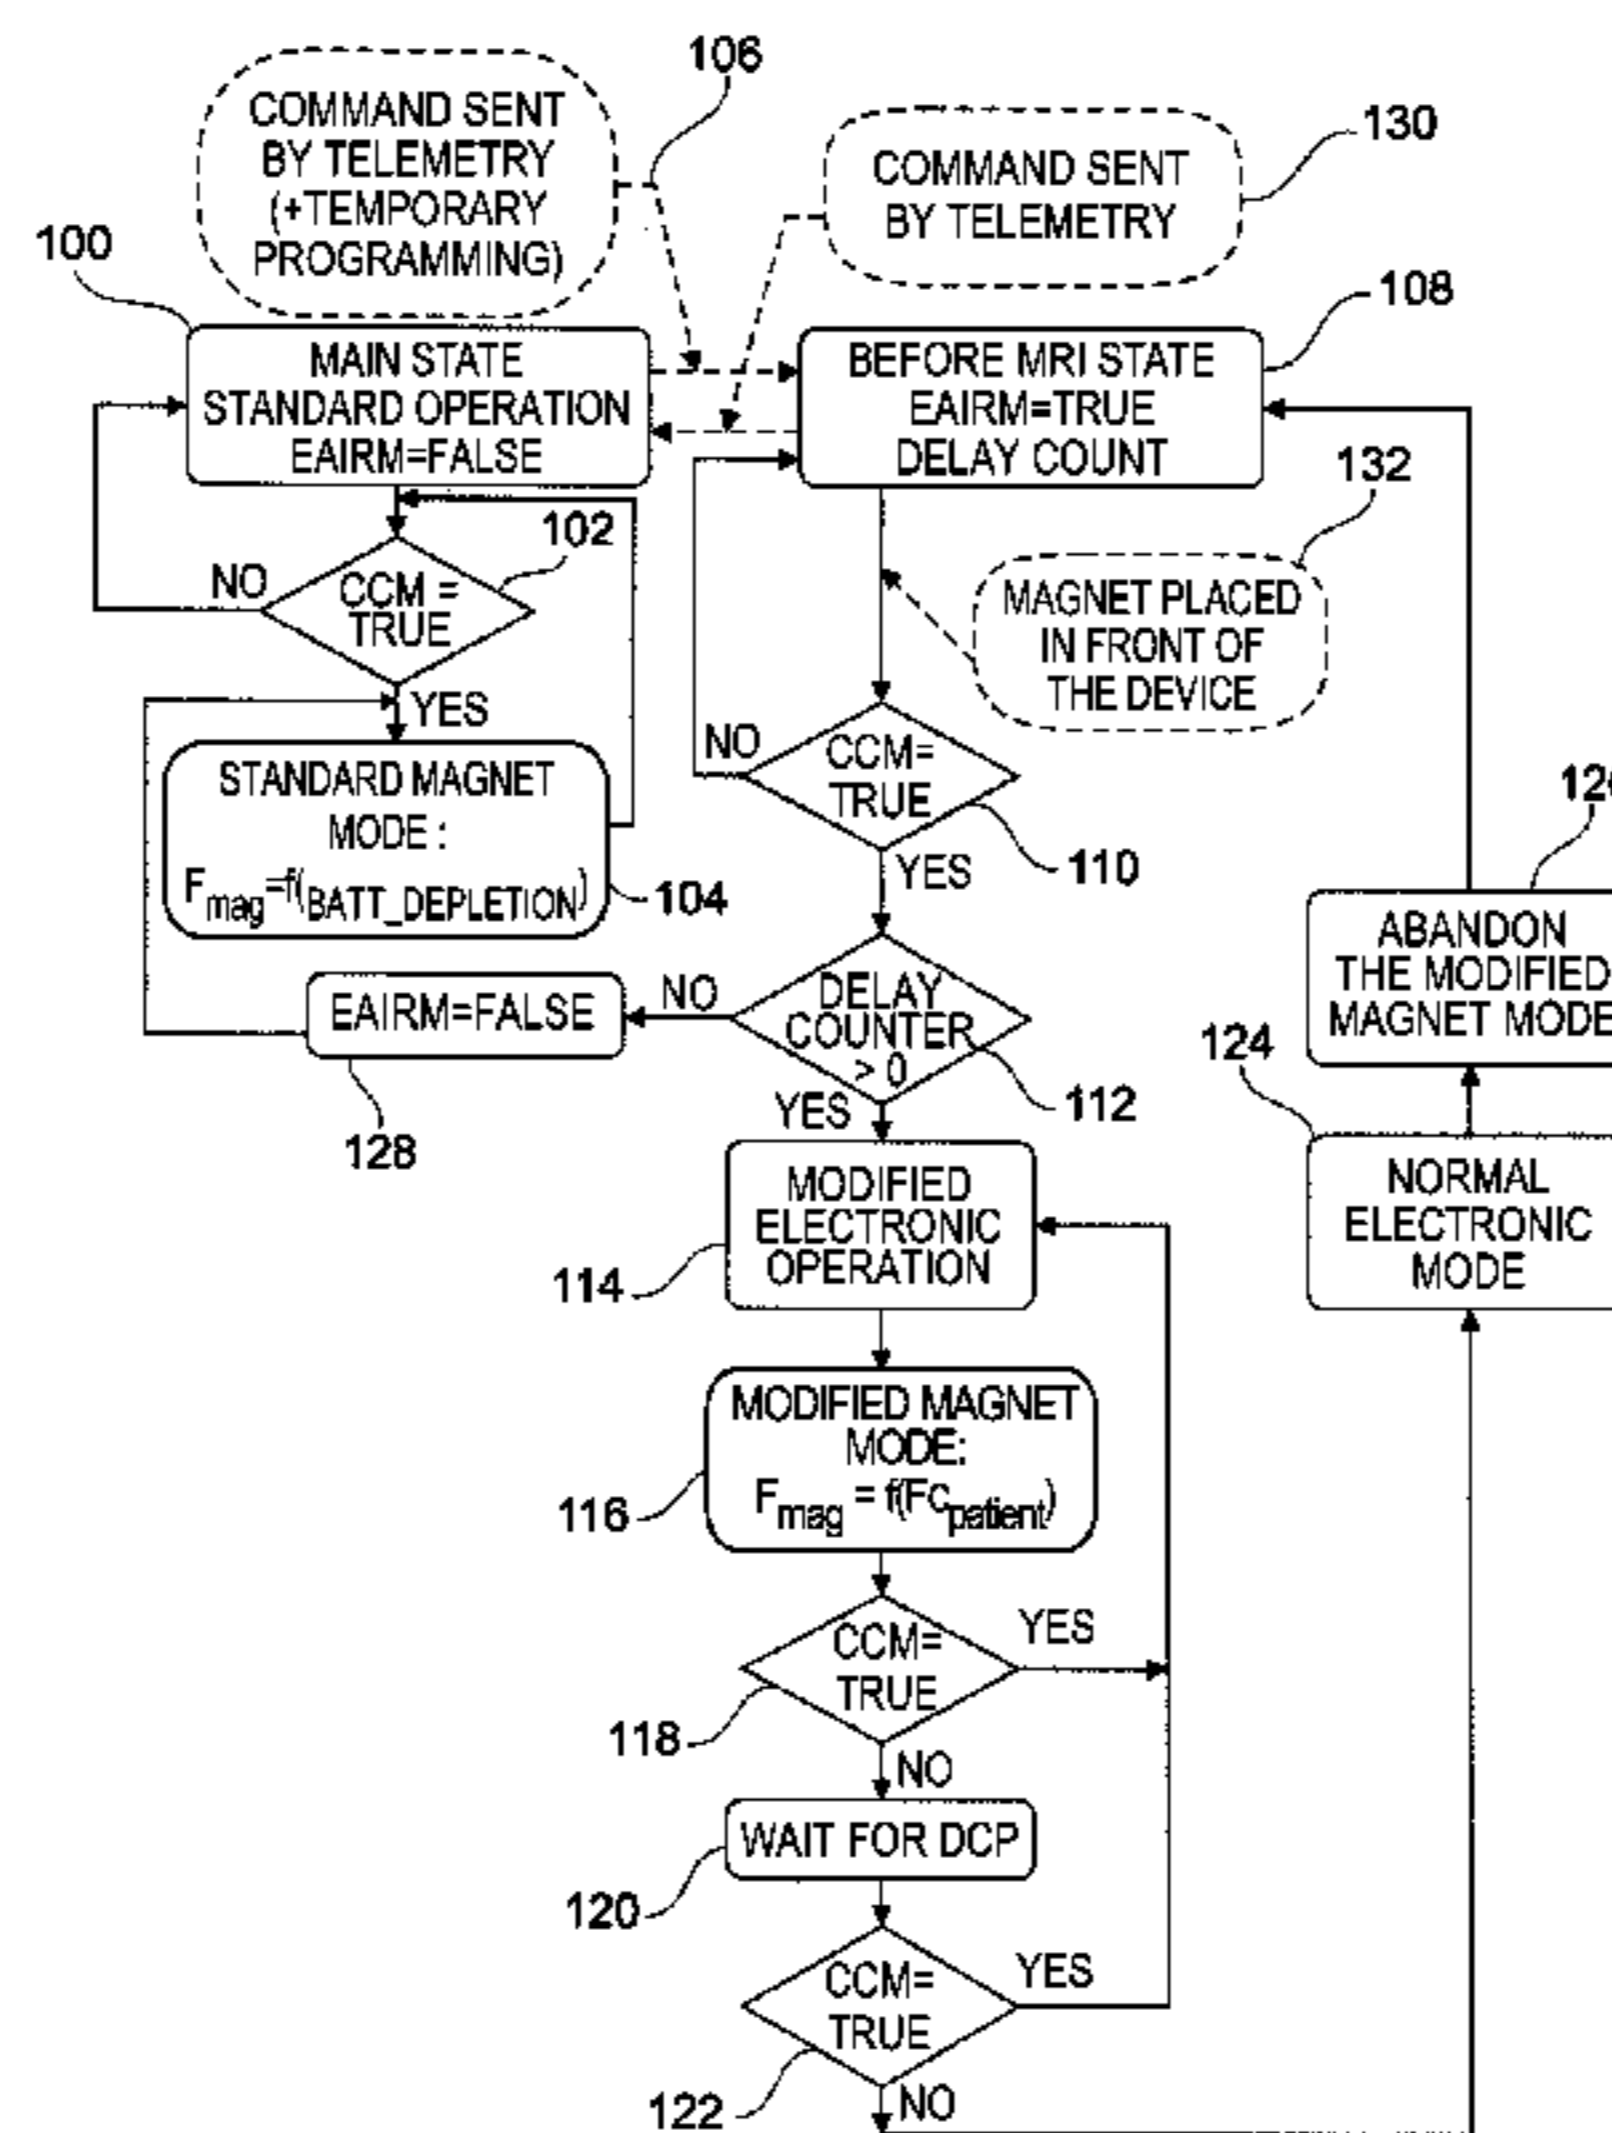 106
COMMAND SENT
BY TELEMETRY
(+TEMPORARY
PROGRAMMING)
130
COMMAND SENT
BY TELEMETRY
100
108
MAIN STATE
STANDARD OPERATION
EAIRM=FALSE
BEFORE MRI STATE
EAIRM=TRUE
DELAY COUNT
132
102
NO
CCM =
TRUE
YES
MAGNET PLACED
IN FRONT OF
THE DEVICE
STANDARD MAGNET
MODE :
Fmag=f(BATT_DEPLETION)
104
NO
CCM=
TRUE
110
YES
ABANDON
THE MODIFIED
MAGNET MODE
EAIRM=FALSE
128
NO
DELAY
COUNTER
> 0
112
YES
124
NORMAL
ELECTRONIC
MODE
MODIFIED
ELECTRONIC
OPERATION
114
MODIFIED MAGNET
MODE:
Fmag = f(Fcpatient)
116
CCM=
TRUE
YES
118
NO
WAIT FOR DCP
120
CCM=
TRUE
YES
122
NO